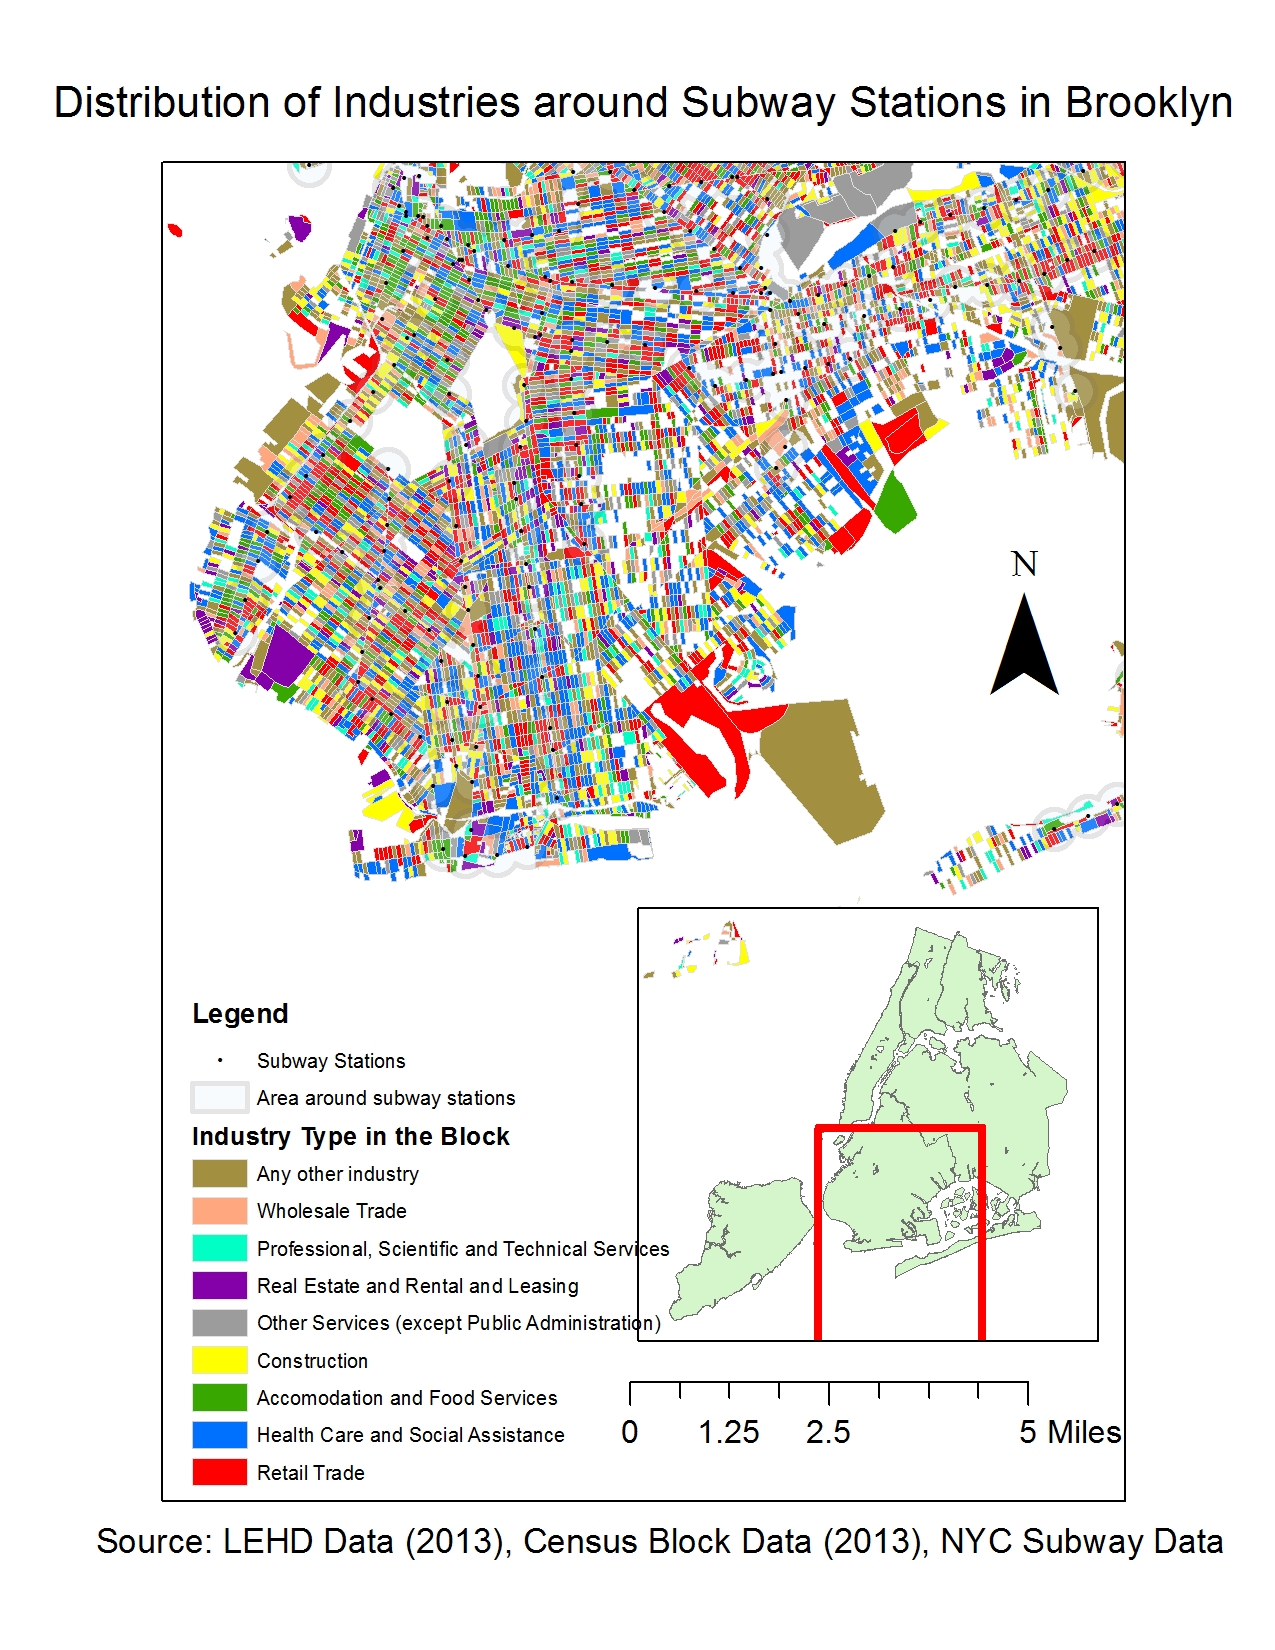 Distribution of Industries around Subway Stations in Brooklyn
N
Legend
Subway Stations
Area around subway stations
Industry Type in the Block
Any other industry
Wholesale Trade
Professional, Scientific and Technical Services
Real Estate and Rental and Leasing
Other Services (except Public Administration)
Construction
Accomodation and Food Services
Health Care and Social Assistance
Retail Trade
0 1.25 2.5 5 Miles
Source: LEHD Data (2013), Census Block Data (2013), NYC Subway Data